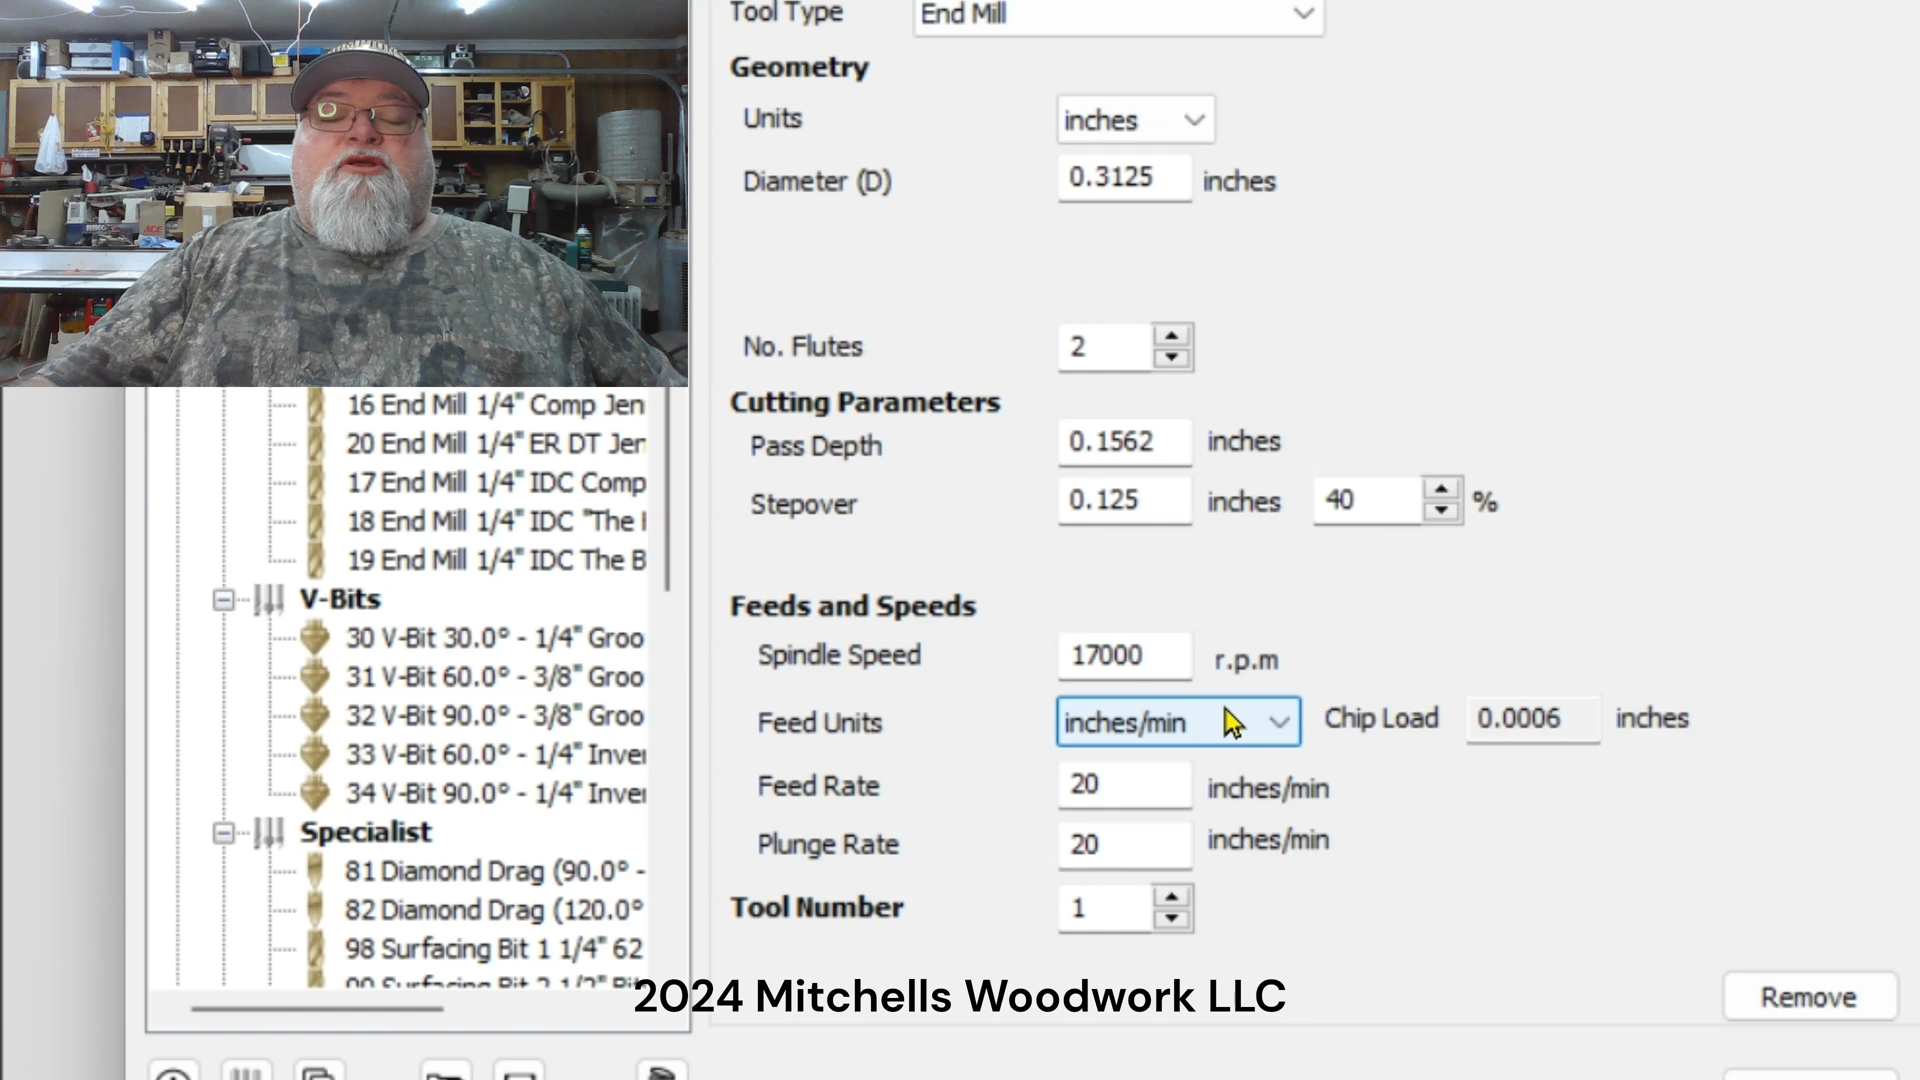 Tool Type End Mill
Geometry
Units inches
Diameter (D) 0.3125 inches
No. Flutes 2
Cutting Parameters
Pass Depth 0.1562 inches
Stepover 0.125 inches 40 %
Feeds and Speeds
Spindle Speed 17000 r.p.m
Feed Units inches/min Chip Load 0.0006 inches
Feed Rate 20 inches/min
Plunge Rate 20 inches/min
Tool Number 1
Remove
ACE
16 End Mill 1/4" Comp Jen
20 End Mill 1/4" ER DT Jen
17 End Mill 1/4" IDC Comp
18 End Mill 1/4" IDC "The
19 End Mill 1/4" IDC The B
V-Bits
30 V-Bit 30.0° - 1/4" Groo
31 V-Bit 60.0° - 3/8" Groo
32 V-Bit 90.0° - 3/8" Groo
33 V-Bit 60.0° - 1/4" Inver
34 V-Bit 90.0° - 1/4" Inver
Specialist
81 Diamond Drag (90.0° -
82 Diamond Drag (120.0°
98 Surfacing Bit 1 1/4" 62
2024 Mitchells Woodwork LLC